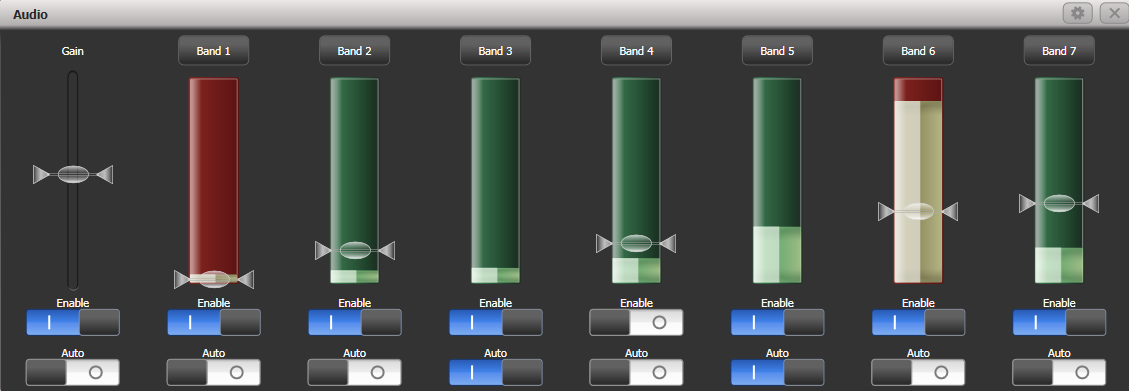 Audio
Gain Band 1 Band 2 Band 3 Band 4 Band 5 Band 6 Band 7
Enable Enable Enable Enable Enable Enable Enable Enable
Auto Auto Auto Auto Auto Auto Auto Auto